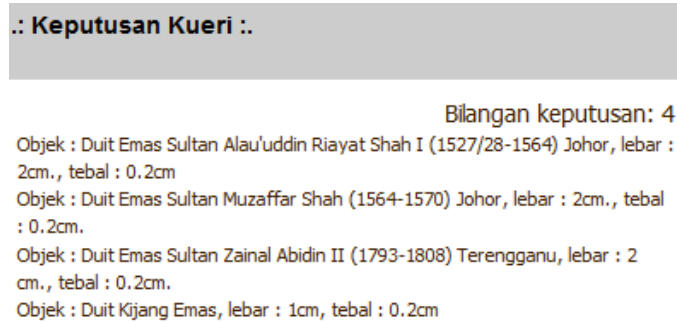 .: Keputusan Kueri :.
Bilangan keputusan: 4
Objek : Duit Emas Sultan Alau'uddin Riayat Shah I (1527/28-1564) Johor, lebar :
2cm., tebal : 0.2cm
Objek : Duit Emas Sultan Muzaffar Shah (1564-1570) Johor, lebar : 2cm., tebal
: 0.2cm.
Objek : Duit Emas Sultan Zainal Abidin II (1793-1808) Terengganu, lebar : 2
cm., tebal : 0.2cm.
Objek : Duit Kijang Emas, lebar : 1cm, tebal : 0.2cm